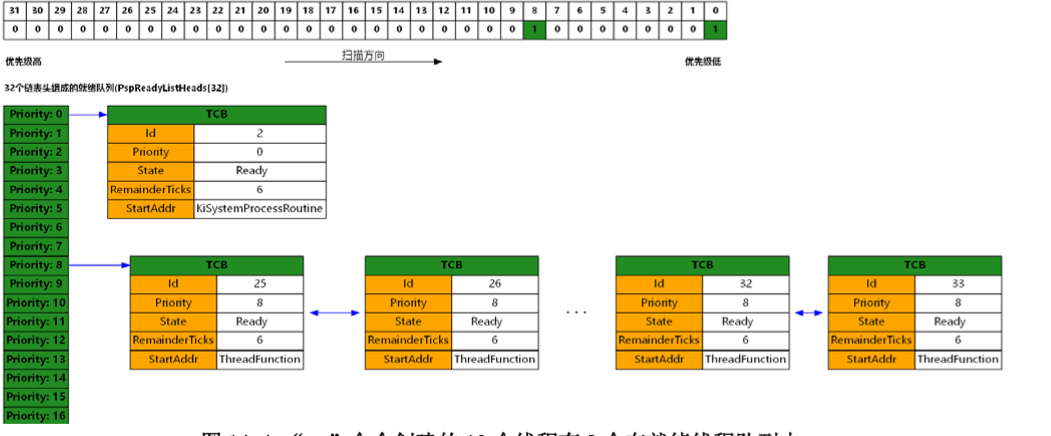 31 30 29 28 27 26 25 24 23 22 21 20 19 18 17 16 15 14 13 12 11 10 9 8 7 6 5 4 3 2 1 0
0 0 0 0 0 0 0 0 0 0 0 0 0 0 0 0 0 0 0 0 0 0 0 1 0 0 0 0 0 0 0 1
优先级高 扫描方向 优先级低
32个链表头组成的就绪队列(PspReadyListHeads[32])
Priority: 0
Priority: 1
Priority: 2
Priority: 3
Priority: 4
Priority: 5
Priority: 6
Priority: 7
Priority: 8
Priority: 9
Priority: 10
Priority: 11
Priority: 12
Priority: 13
Priority: 14
Priority: 15
Priority: 16
TCB
Id 2
Priority 0
State Ready
RemainderTicks 6
StartAddr KiSystemProcessRoutine
TCB
Id 25
Priority 8
State Ready
RemainderTicks 6
StartAddr ThreadFunction
TCB
Id 26
Priority 8
State Ready
RemainderTicks 6
StartAddr ThreadFunction
...
TCB
Id 32
Priority 8
State Ready
RemainderTicks 6
StartAddr ThreadFunction
TCB
Id 33
Priority 8
State Ready
RemainderTicks 6
StartAddr ThreadFunction